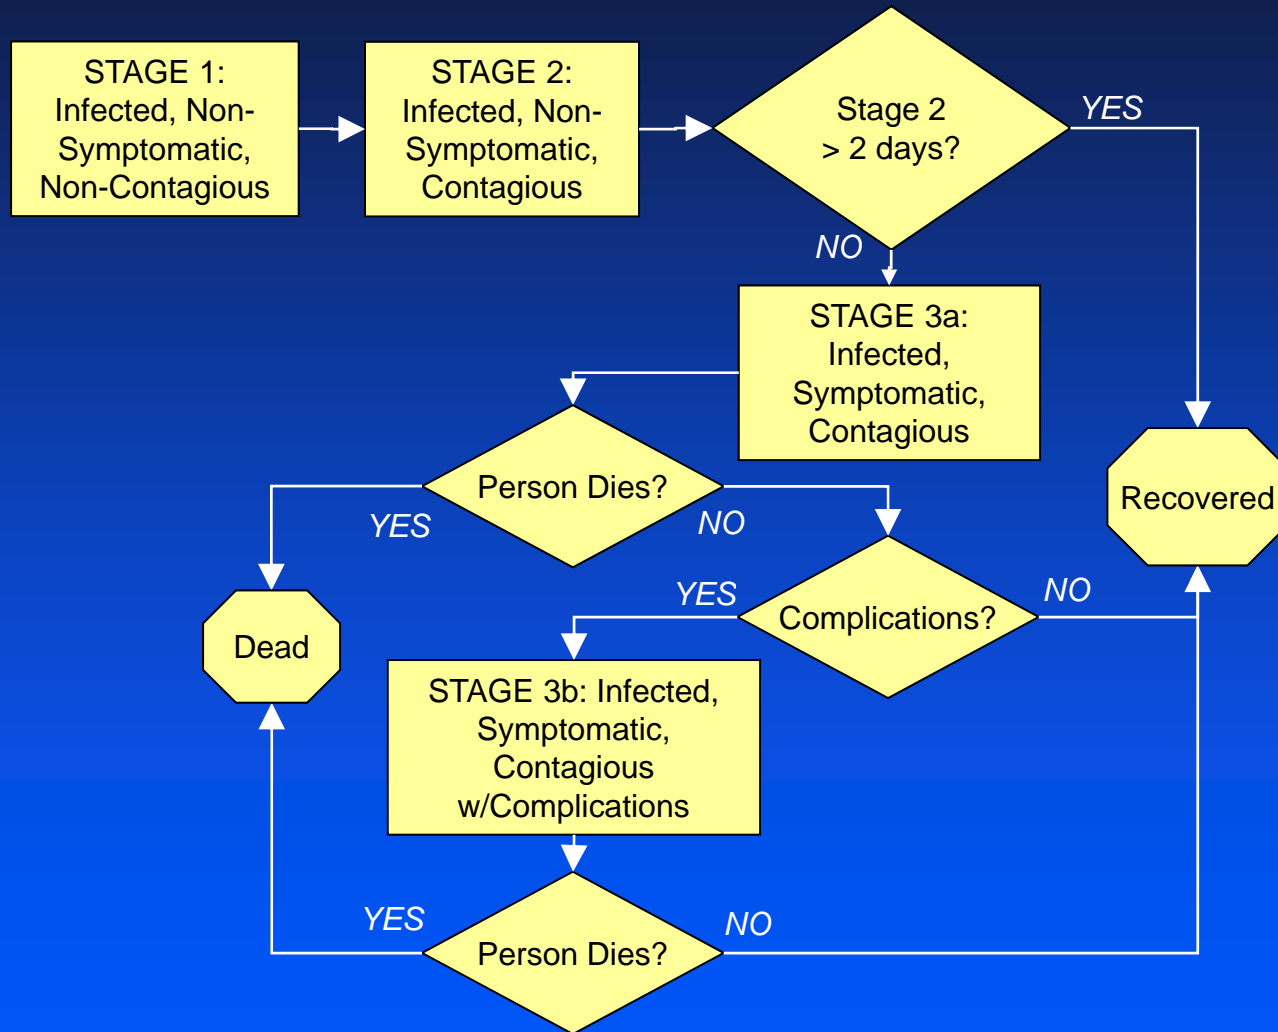 STAGE 1:
Infected, Non-
Symptomatic,
Non-Contagious
STAGE 2:
Infected, Non-
Symptomatic,
Contagious
Stage 2
> 2 days?
YES
NO
STAGE 3a:
Infected,
Symptomatic,
Contagious
Person Dies?
YES
NO
Recovered
Complications?
YES
NO
Dead
STAGE 3b: Infected,
Symptomatic,
Contagious
w/Complications
Person Dies?
YES
NO